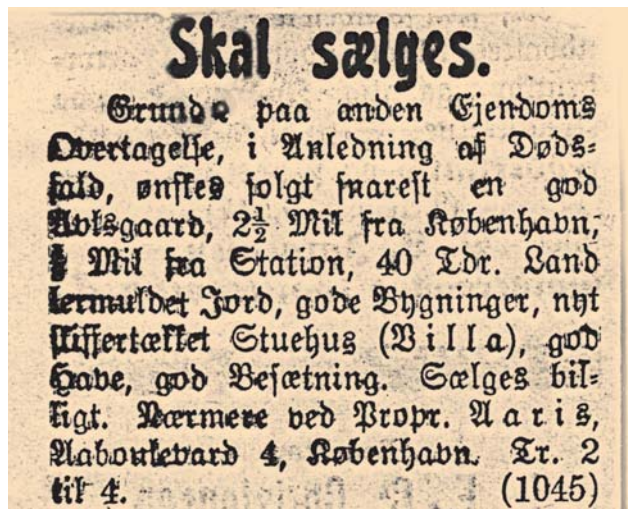 Skal sælges.
Grunde paa anden Ejendoms
Overtagelse, i Anledning af Døds-
fald, ønskes solgt snarest en god
Avlsgaard, 2½ Mil fra København,
Mil fra Station, 40 Tdr. Land
lermuldet Jord, gode Bygninger, nyt
skiffertækket Stuehus (Villa), god
Have, god Besætning. Sælges bil-
ligt. Nærmere ved Propr. Aaris,
Aaboulevard 4, København. Tr. 2
til 4. (1045)